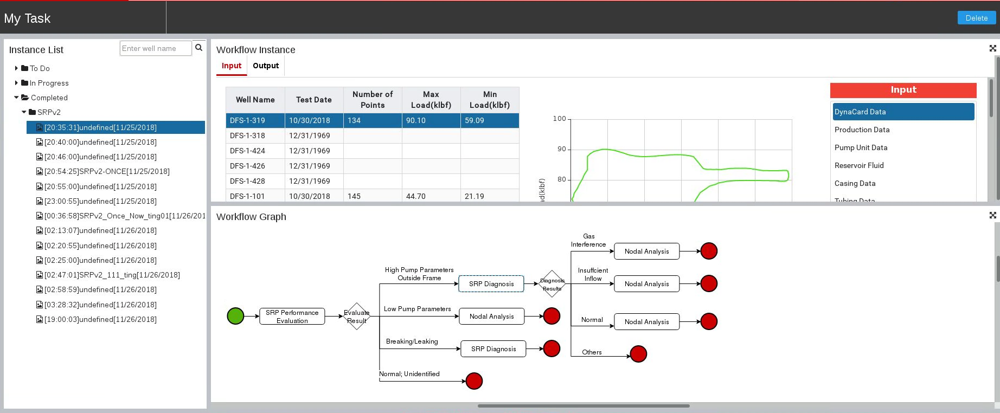 My Task
Delete
Instance List
Enter well name
To Do
In Progress
Completed
SRPv2
[20:35:31]undefined[11/25/2018]
[20:40:00]undefined[11/25/2018]
[20:46:00]undefined[11/25/2018]
[20:54:25]SRPv2-ONCE[11/25/2018]
[20:55:00]undefined[11/25/2018]
[23:00:55]undefined[11/25/2018]
[00:36:58]SRPv2_Once_Now_ting01[11/26/201
[02:13:07]undefined[11/26/2018]
[02:20:55]undefined[11/26/2018]
[02:25:00]undefined[11/26/2018]
[02:47:01]SRPv2_111_ting[11/26/2018]
[02:58:59]undefined[11/26/2018]
[03:28:32]undefined[11/26/2018]
[19:00:03]undefined[11/26/2018]
Workflow Instance
Input Output
Well Name Test Date Number of Points Max Load(klbf) Min Load(klbf)
DFS-1-319 10/30/2018 134 90.10 59.09
DFS-1-318 12/31/1969
DFS-1-424 12/31/1969
DFS-1-426 12/31/1969
DFS-1-428 12/31/1969
DFS-1-101 10/30/2018 145 44.70 21.19
100
90
80
ad(klbf)
Input
DynaCard Data
Production Data
Pump Unit Data
Reservoir Fluid
Casing Data
Tubing Data
Workflow Graph
SRP Performance
Evaluation
Evaluate
Result
High Pump Parameters
Outside Frame
SRP Diagnosis
Diagnosis
Results
Low Pump Parameters
Nodal Analysis
Breaking/Leaking
SRP Diagnosis
Normal; Unidentified
Gas
Interference
Nodal Analysis
Insuffcient
Inflow
Nodal Analysis
Normal
Nodal Analysis
Others